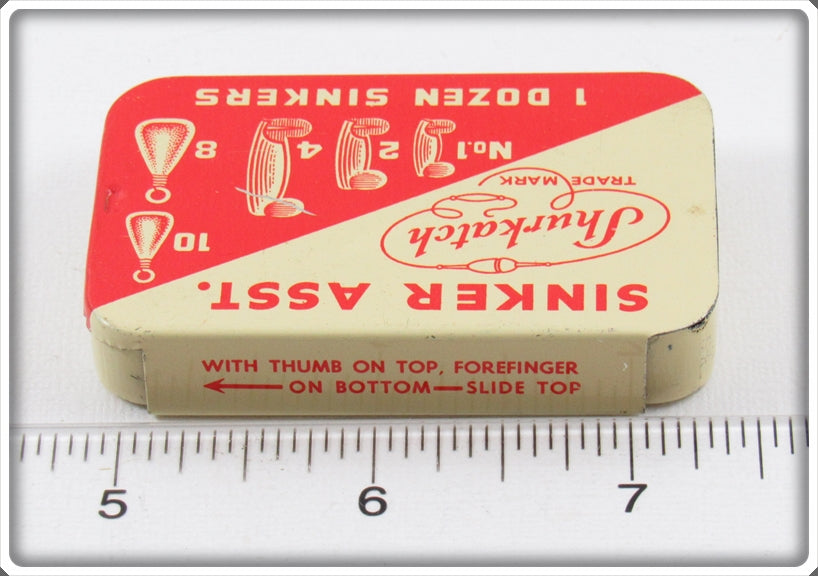 SINKER ASST.
Shurkatch
TRADE MARK
No.1 2 4 8
10
1 DOZEN SINKERS
WITH THUMB ON TOP, FOREFINGER
ON BOTTOM—SLIDE TOP
5 6 7